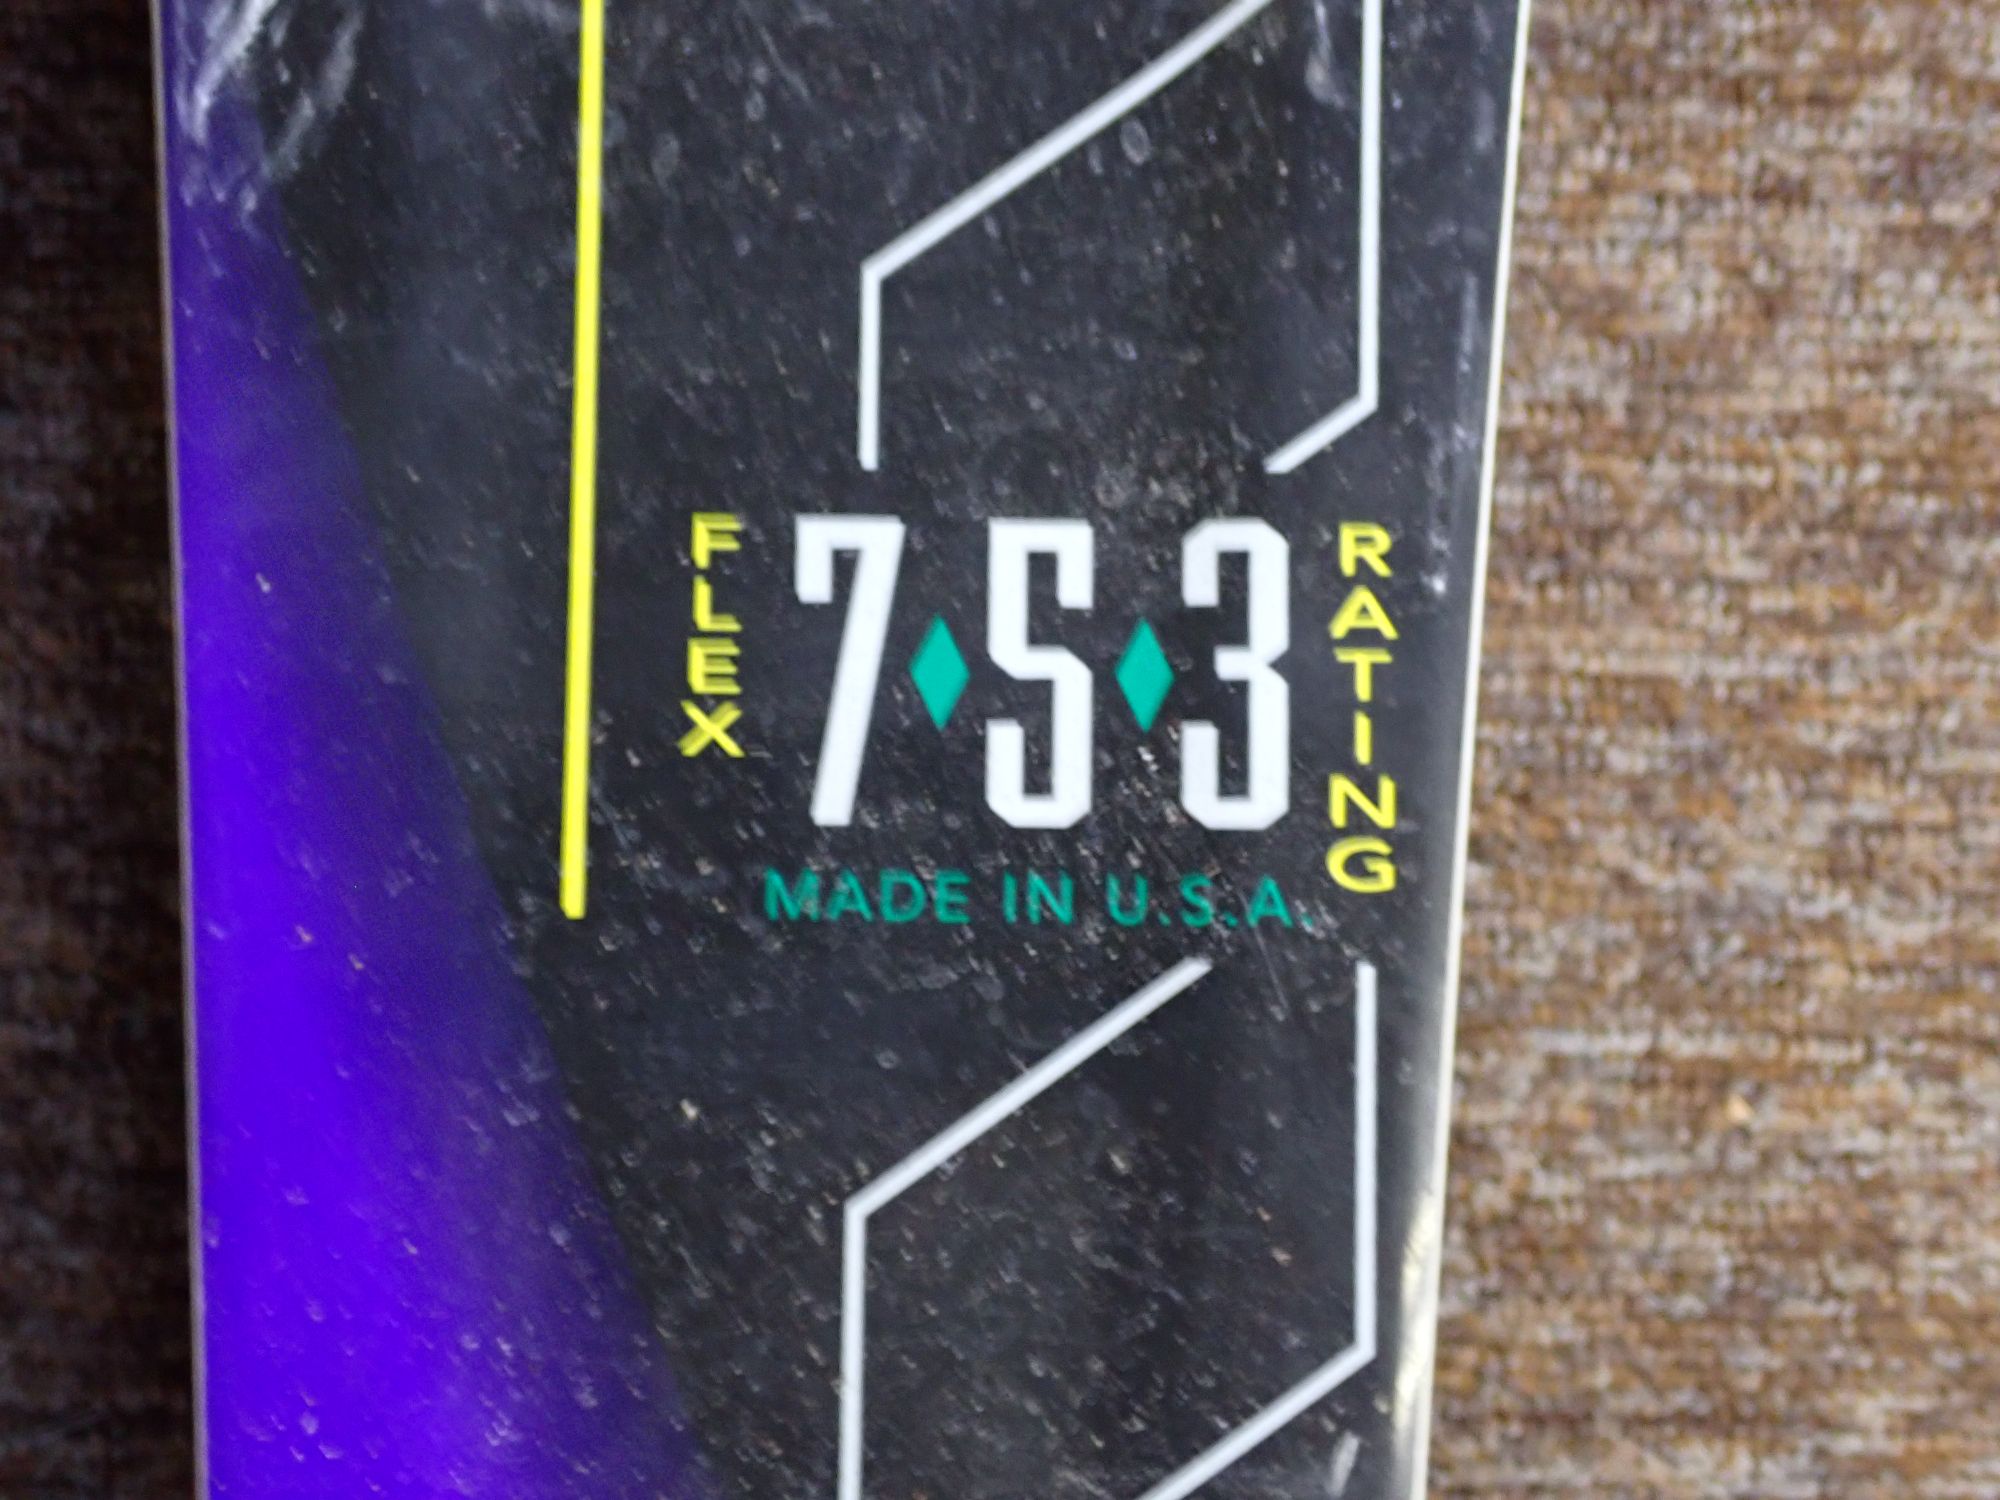 FLEX
7♦5♦3
RATING
MADE IN U.S.A.